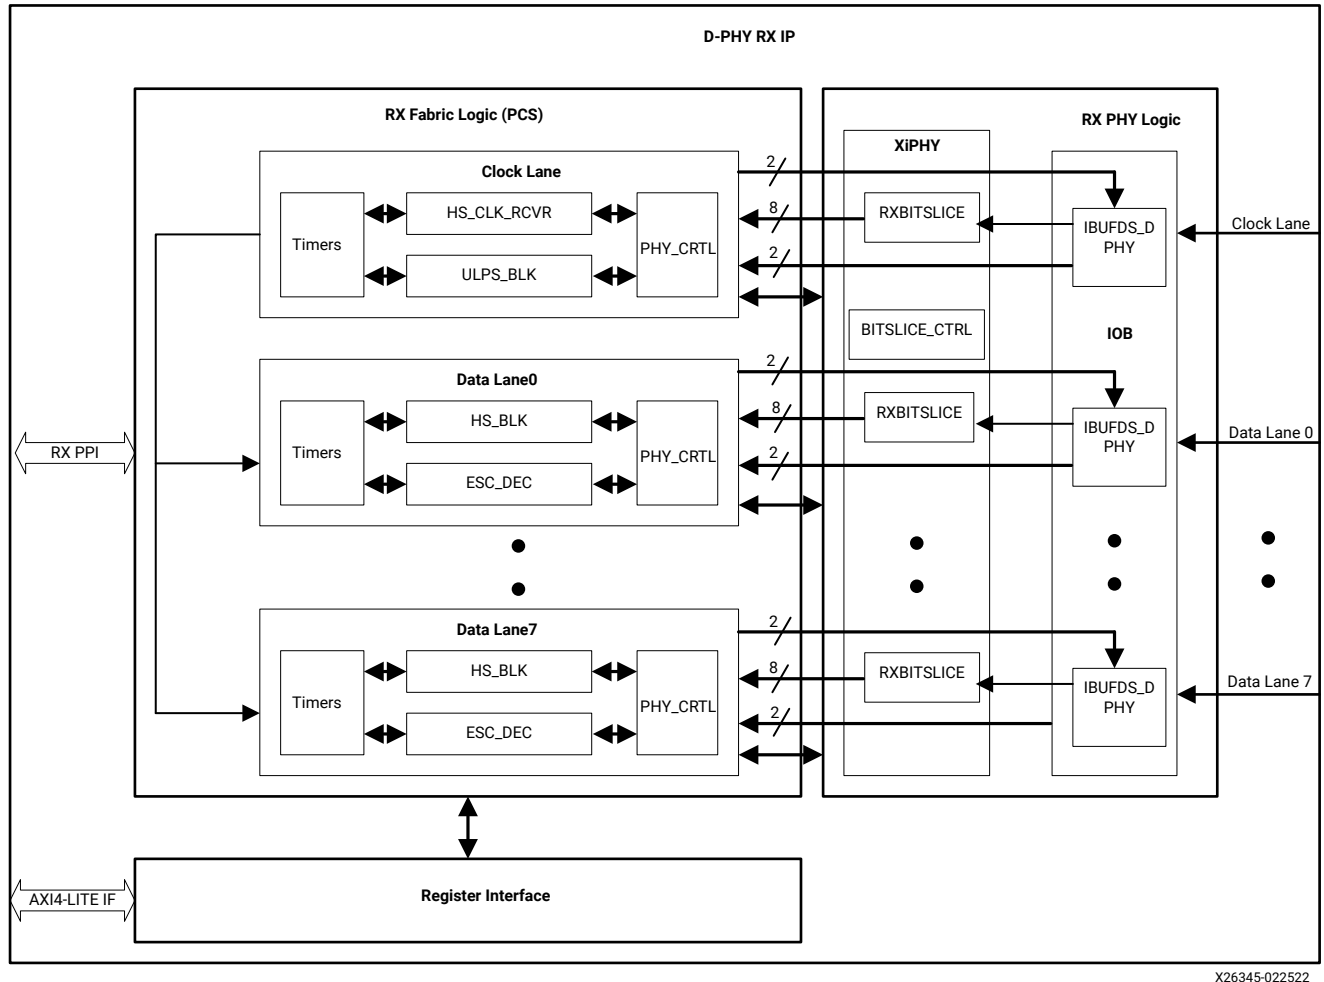 D-PHY RX IP
RX Fabric Logic (PCS)
RX PHY Logic
XiPHY
Clock Lane
2
HS_CLK_RCVR
8
RXBITSLICE
Timers
PHY_CRTL
IBUFDS_D
PHY
Clock Lane
ULPS_BLK
2
BITSLICE_CTRL
IOB
Data Lane0
2
HS_BLK
8
RXBITSLICE
Timers
PHY_CRTL
IBUFDS_D
PHY
Data Lane 0
ESC_DEC
2
RX PPI
Data Lane7
2
HS_BLK
8
RXBITSLICE
Timers
PHY_CRTL
IBUFDS_D
PHY
Data Lane 7
ESC_DEC
2
Register Interface
AXI4-LITE IF
X26345-022522